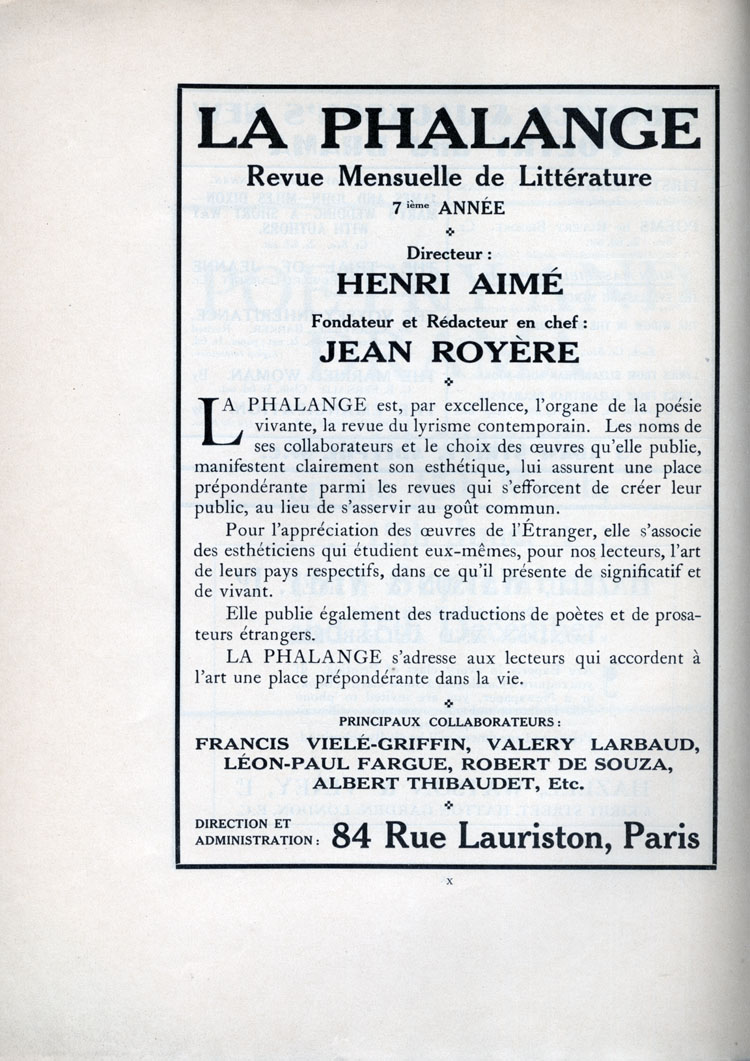 LA PHALANGE
Revue Mensuelle de Littérature
7 ième ANNÉE
Directeur :
HENRI AIMÉ
Fondateur et Rédacteur en chef :
JEAN ROYÈRE
LA PHALANGE est, par excellence, l'organe de la poésie
vivante, la revue du lyrisme contemporain. Les noms de
ses collaborateurs et le choix des œuvres qu'elle publie,
manifestent clairement son esthétique, lui assurent une place
prépondérante parmi les revues qui s'efforcent de créer leur
public, au lieu de s'asservir au goût commun.
Pour l'appréciation des œuvres de l'Étranger, elle s'associe
des esthéticiens qui étudient eux-mêmes, pour nos lecteurs, l'art
de leurs pays respectifs, dans ce qu'il présente de significatif et
de vivant.
Elle publie également des traductions de poètes et de prosa-
teurs étrangers.
LA PHALANGE s'adresse aux lecteurs qui accordent à
l'art une place prépondérante dans la vie.
PRINCIPAUX COLLABORATEURS :
FRANCIS VIELÉ-GRIFFIN, VALERY LARBAUD,
LÉON-PAUL FARGUE, ROBERT DE SOUZA,
ALBERT THIBAUDET, Etc.
DIRECTION ET
ADMINISTRATION : 84 Rue Lauriston, Paris
x